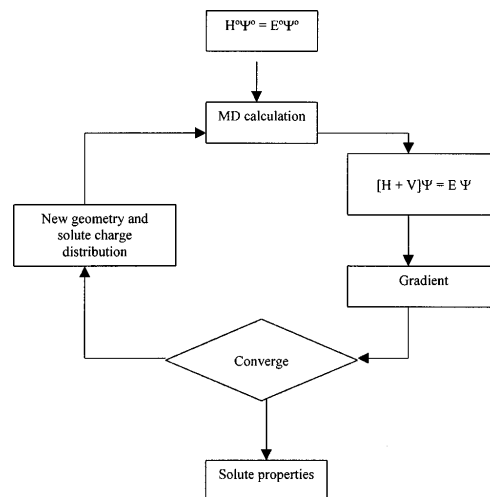 H°Ψ° = E°Ψ°
MD calculation
[H + V]Ψ = E Ψ
New geometry and
solute charge
distribution
Gradient
Converge
Solute properties